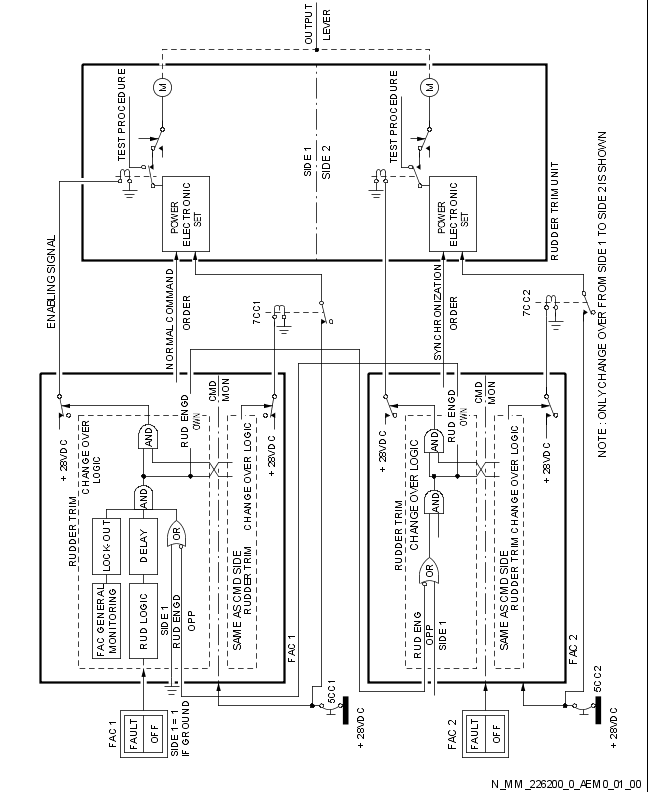 OUTPUT
LEVER
TEST PROCEDURE
M
SIDE 1
SIDE 2
TEST PROCEDURE
M
POWER
ELECTRONIC
SET
POWER
ELECTRONIC
SET
RUDDER TRIM UNIT
ENABLING SIGNAL
NORMAL COMMAND
ORDER
7CC1
SYNCHRONIZATION
ORDER
7CC2
NOTE : ONLY CHANGE OVER FROM SIDE 1 TO SIDE 2 IS SHOWN
+ 28VDC
RUDDER TRIM
CHANGE OVER
LOGIC
AND
AND
RUD ENGD
OWN
CMD
MON
+ 28VDC
LOCK-OUT
DELAY
OR
FAC GENERAL
MONITORING
RUD LOGIC
SIDE 1
RUD ENGD
OPP
SAME AS CMD SIDE
RUDDER TRIM CHANGE OVER LOGIC
FAC 1
+ 28VDC
RUDDER TRIM
CHANGE OVER LOGIC
AND
AND
RUD ENGD
OWN
CMD
MON
+ 28VDC
OR
RUD ENG
OPP
SIDE 1
SAME AS CMD SIDE
RUDDER TRIM CHANGE OVER LOGIC
FAC 2
FAC 1
FAULT
OFF
SIDE 1 = 1
IF GROUND
5CC1
+ 28VDC
FAC 2
FAULT
OFF
5CC2
+ 28VDC
N_MM_226200_0_AEM0_01_00